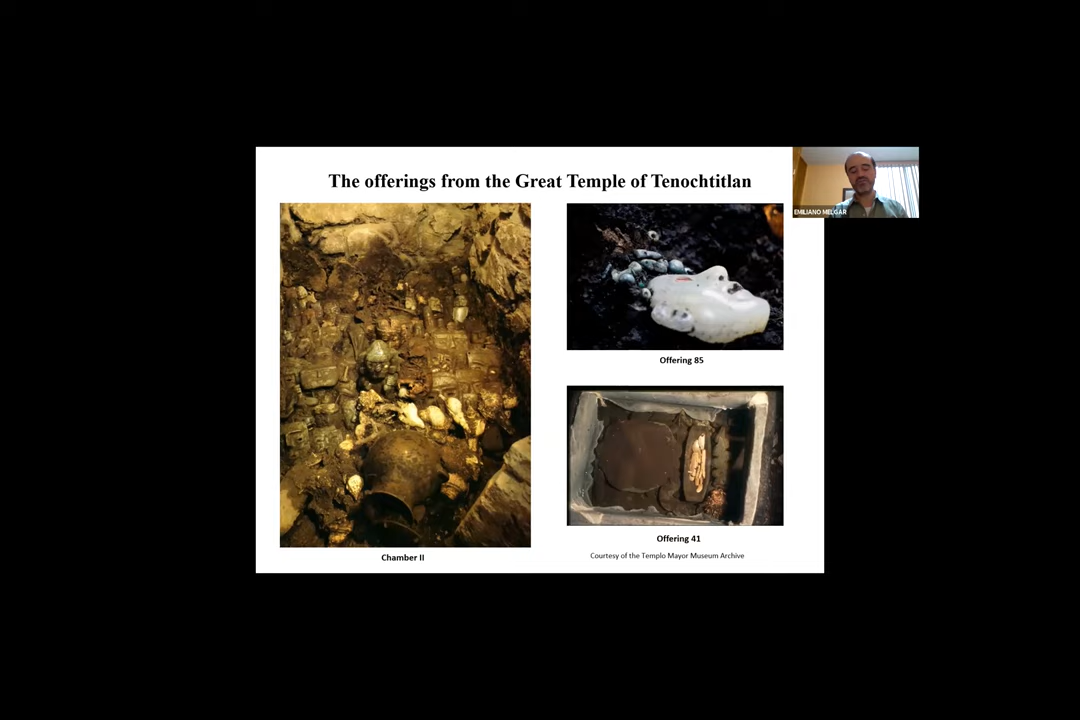 The offerings from the Great Temple of Tenochtitlan
EMILIANO MELGAR
Offering 85
Offering 41
Chamber II
Courtesy of the Templo Mayor Museum Archive